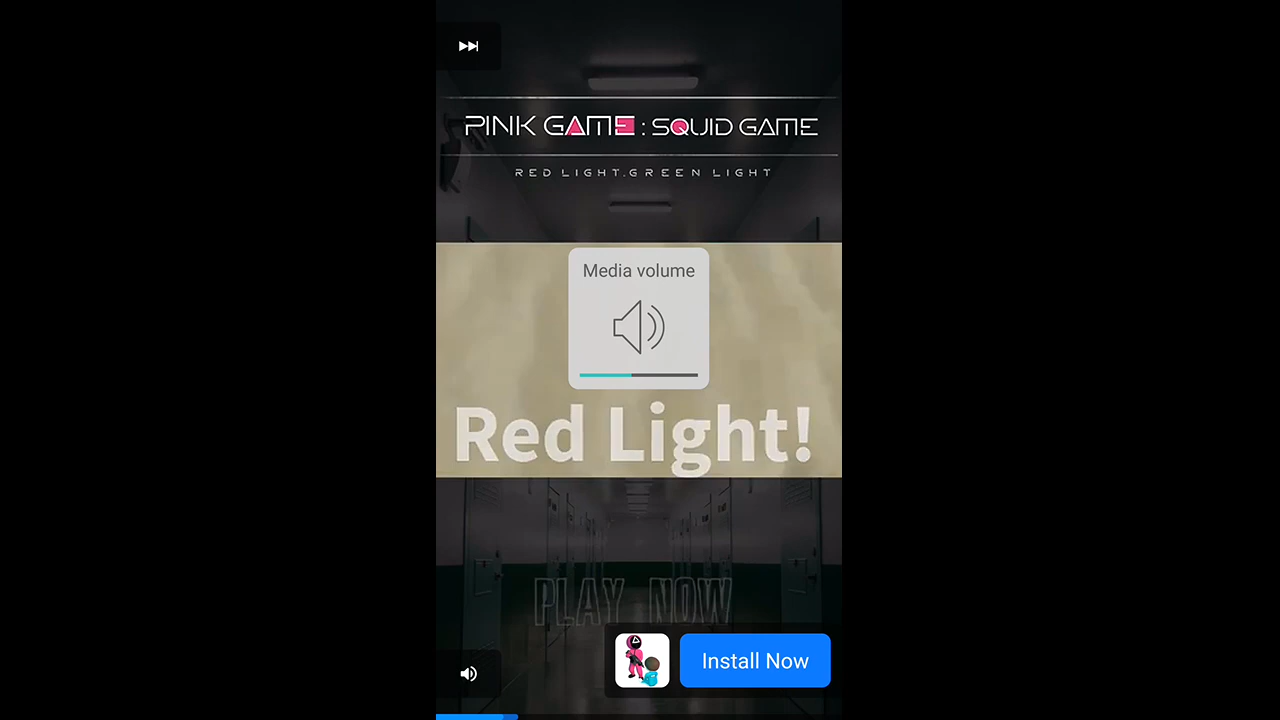 PINK GAME : SQUID GAME
RED LIGHT.GREEN LIGHT
Media volume
Red Light!
PLAY NOW
Install Now